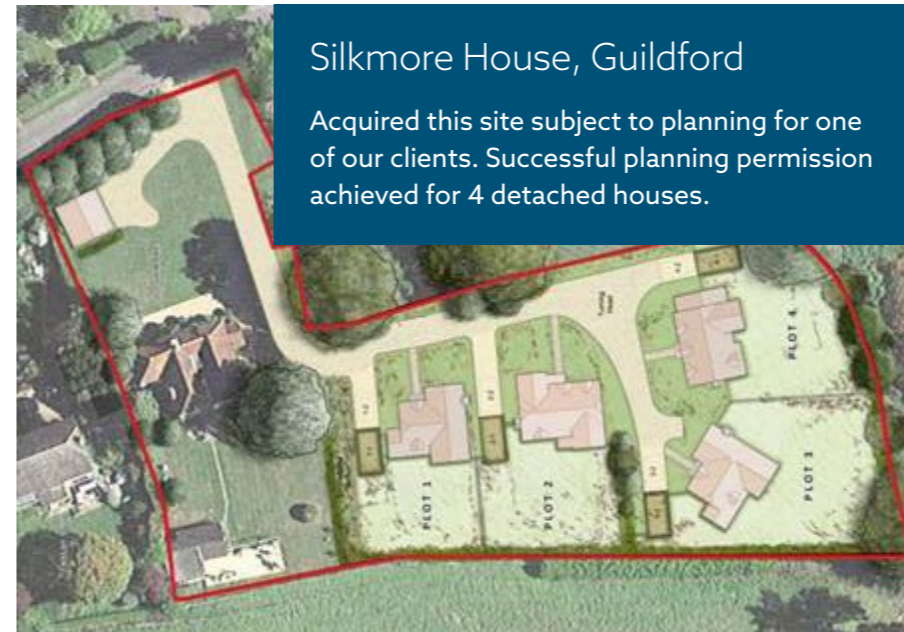 Silkmore House, Guildford
Acquired this site subject to planning for one
of our clients. Successful planning permission
achieved for 4 detached houses.
PLOT 1
PLOT 2
PLOT 3
PLOT 4